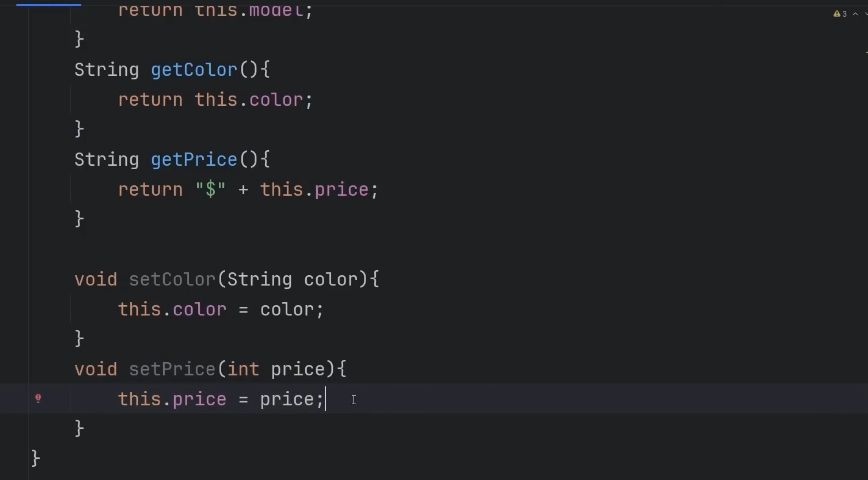 return this.model;
}
String getColor(){
return this.color;
}
String getPrice(){
return "$" + this.price;
}
void setColor(String color){
this.color = color;
}
void setPrice(int price){
this.price = price;
}
}
3